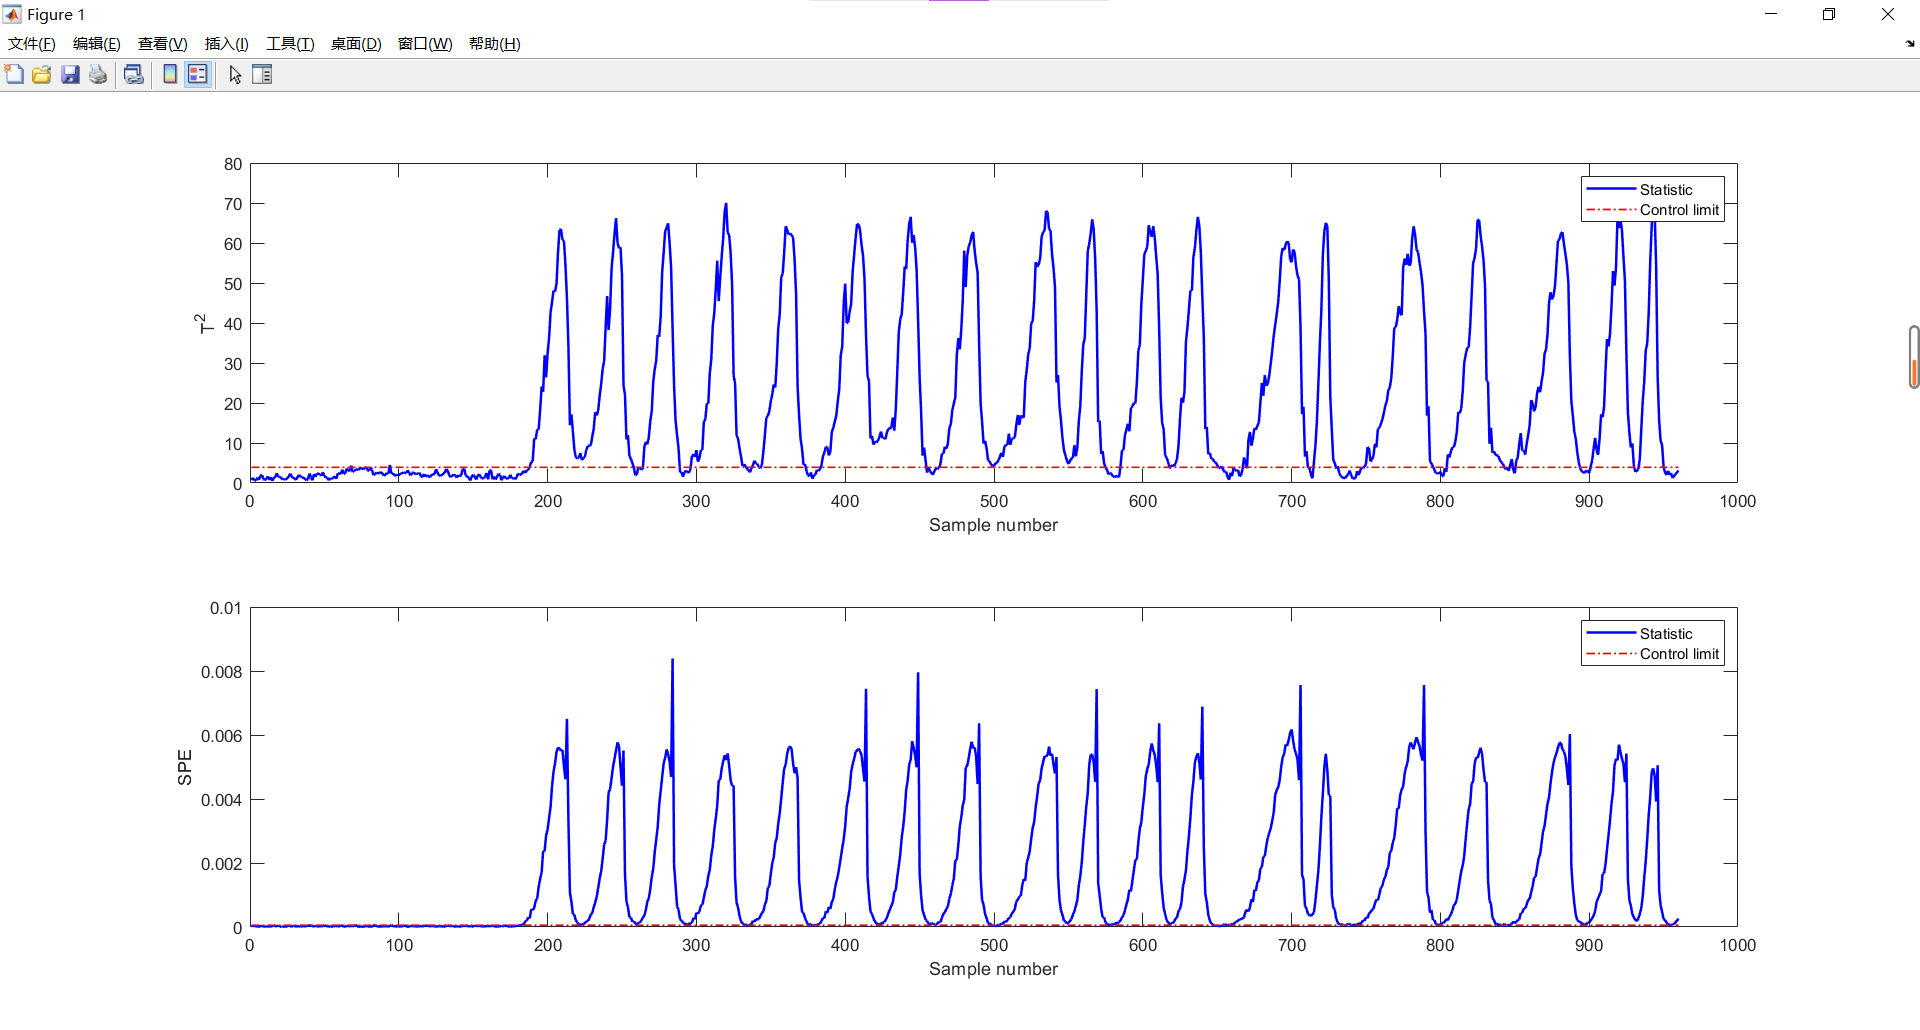 Figure 1
文件(F) 编辑(E) 查看(V) 插入(I) 工具(T) 桌面(D) 窗口(W) 帮助(H)
80
70
60
50
40
30
20
10
0
T²
Statistic
Control limit
0 100 200 300 400 500 600 700 800 900 1000
Sample number
0.01
0.008
0.006
0.004
0.002
0
SPE
Statistic
Control limit
0 100 200 300 400 500 600 700 800 900 1000
Sample number